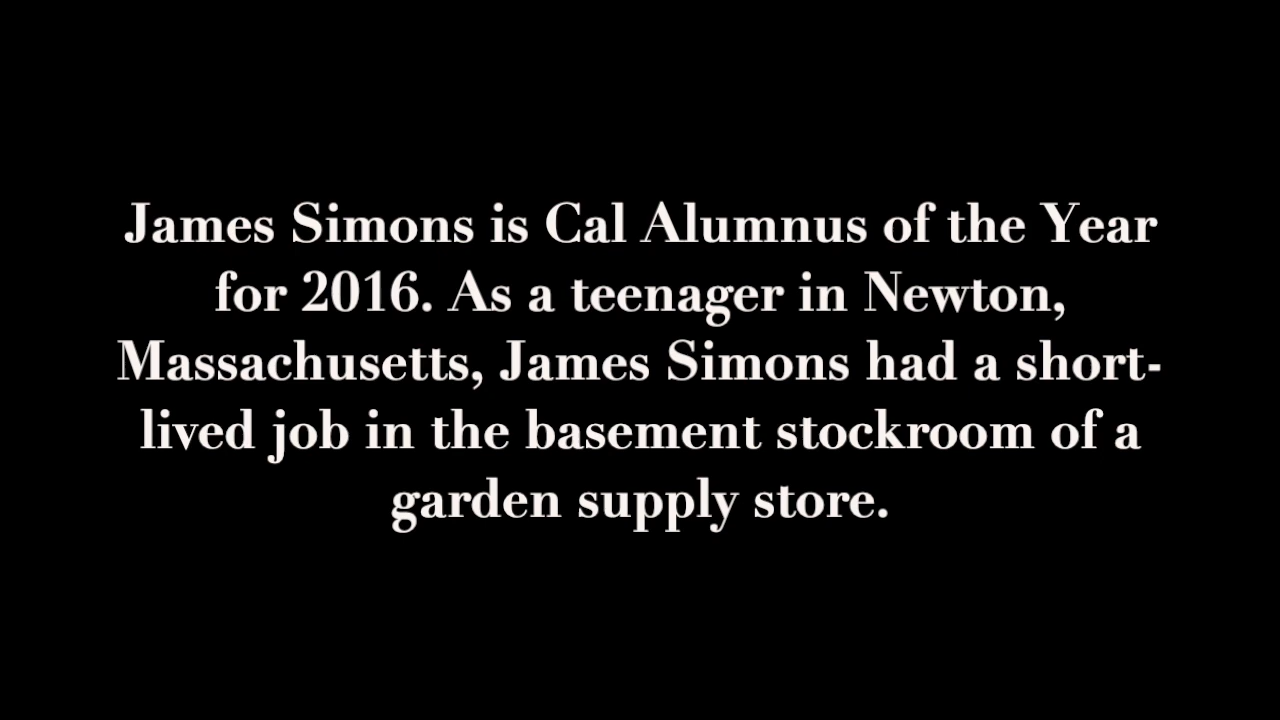 James Simons is Cal Alumnus of the Year
for 2016. As a teenager in Newton,
Massachusetts, James Simons had a short-
lived job in the basement stockroom of a
garden supply store.